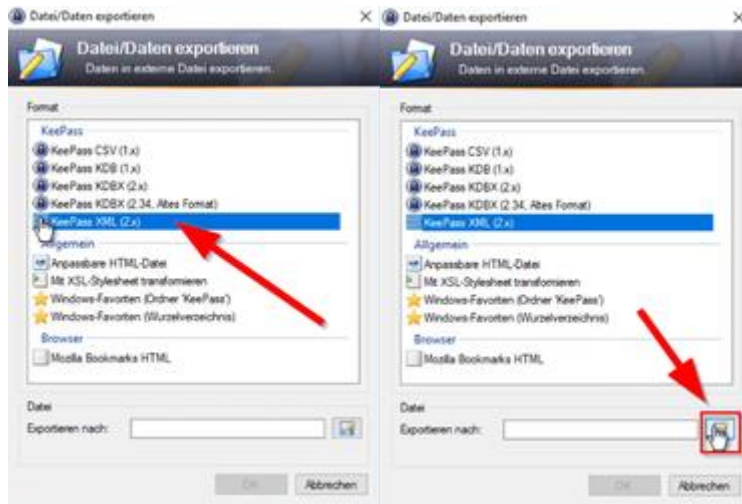 Datei/Daten exportieren
Datei/Daten exportieren
Daten in externe Datei exportieren.
Format
KeePass
KeePass CSV (1.x)
KeePass KDB (1.x)
KeePass KDBX (2.x)
KeePass KDBX (2.34, Altes Format)
KeePass XML (2.x)
Allgemein
Anpassbare HTML-Datei
Mit XSL-Stylesheet transformieren
Windows-Favoriten (Ordner 'KeePass')
Windows-Favoriten (Wurzelverzeichnis)
Browser
Mozilla Bookmarks HTML
Datei
Exportieren nach:
OK
Abbrechen
Datei/Daten exportieren
Datei/Daten exportieren
Daten in externe Datei exportieren.
Format
KeePass
KeePass CSV (1.x)
KeePass KDB (1.x)
KeePass KDBX (2.x)
KeePass KDBX (2.34, Altes Format)
KeePass XML (2.x)
Allgemein
Anpassbare HTML-Datei
Mit XSL-Stylesheet transformieren
Windows-Favoriten (Ordner 'KeePass')
Windows-Favoriten (Wurzelverzeichnis)
Browser
Mozilla Bookmarks HTML
Datei
Exportieren nach:
OK
Abbrechen